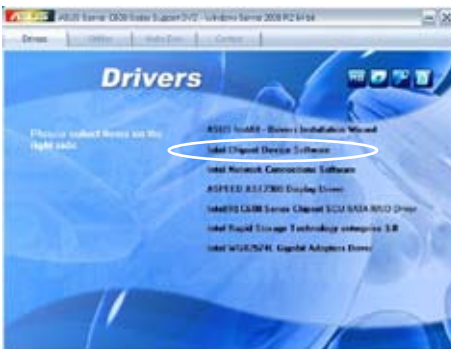 ASUS Server C600 Series Support DVD - Windows Server 2008 R2 64 bit
Drivers
Utilities
Make Disk
Contact
Drivers
Please select items on the
right side
ASUS InstAll - Drivers Installation Wizard
Intel Chipset Device Software
Intel Network Connections Software
ASPEED AST2300 Display Driver
Intel(R) C600 Series Chipset SCU SATA RAID Driver
Intel Rapid Storage Technology enterprise 3.0
Intel WG82574L Gigabit Adapters Driver